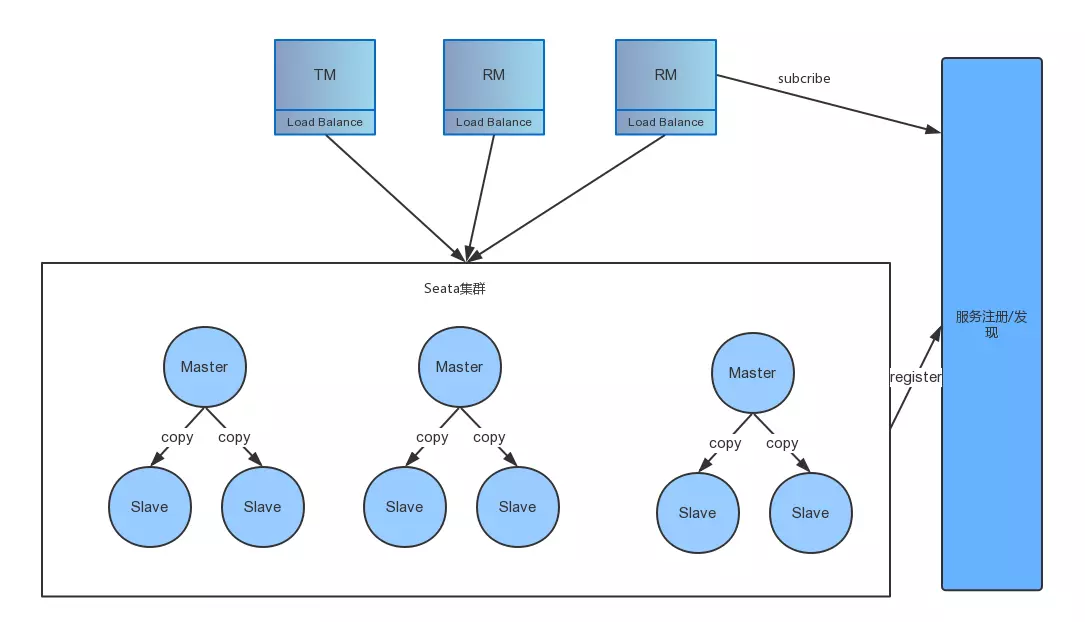 TM
RM
RM
Load Balance
Load Balance
Load Balance
subcribe
Seata集群
服务注册/发
现
Master
Master
Master
register
copy
copy
copy
copy
copy
copy
Slave
Slave
Slave
Slave
Slave
Slave